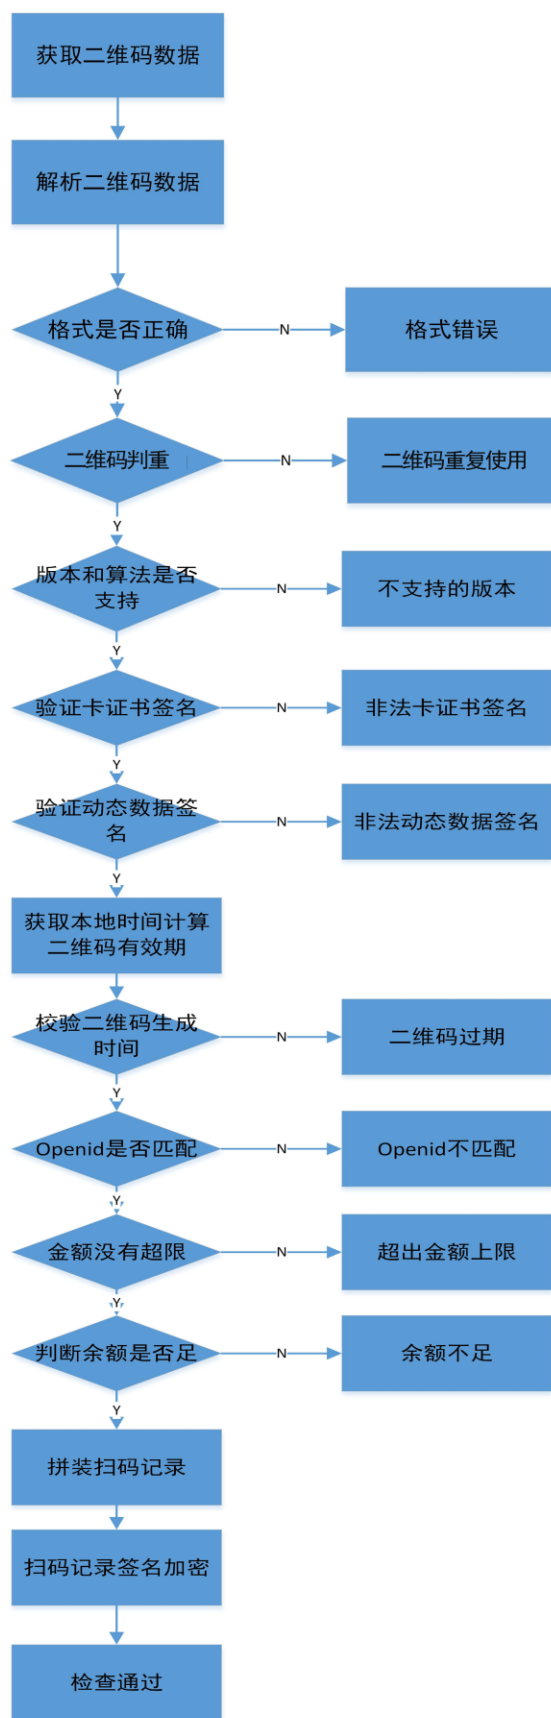 获取二维码数据
解析二维码数据
格式是否正确
N
格式错误
Y
二维码判重
N
二维码重复使用
Y
版本和算法是否
支持
N
不支持的版本
Y
验证卡证书签名
N
非法卡证书签名
Y
验证动态数据签
名
N
非法动态数据签名
Y
获取本地时间计算
二维码有效期
校验二维码生成
时间
N
二维码过期
Y
Openid是否匹配
N
Openid不匹配
Y
金额没有超限
N
超出金额上限
Y
判断余额是否足
N
余额不足
Y
拼装扫码记录
扫码记录签名加密
检查通过